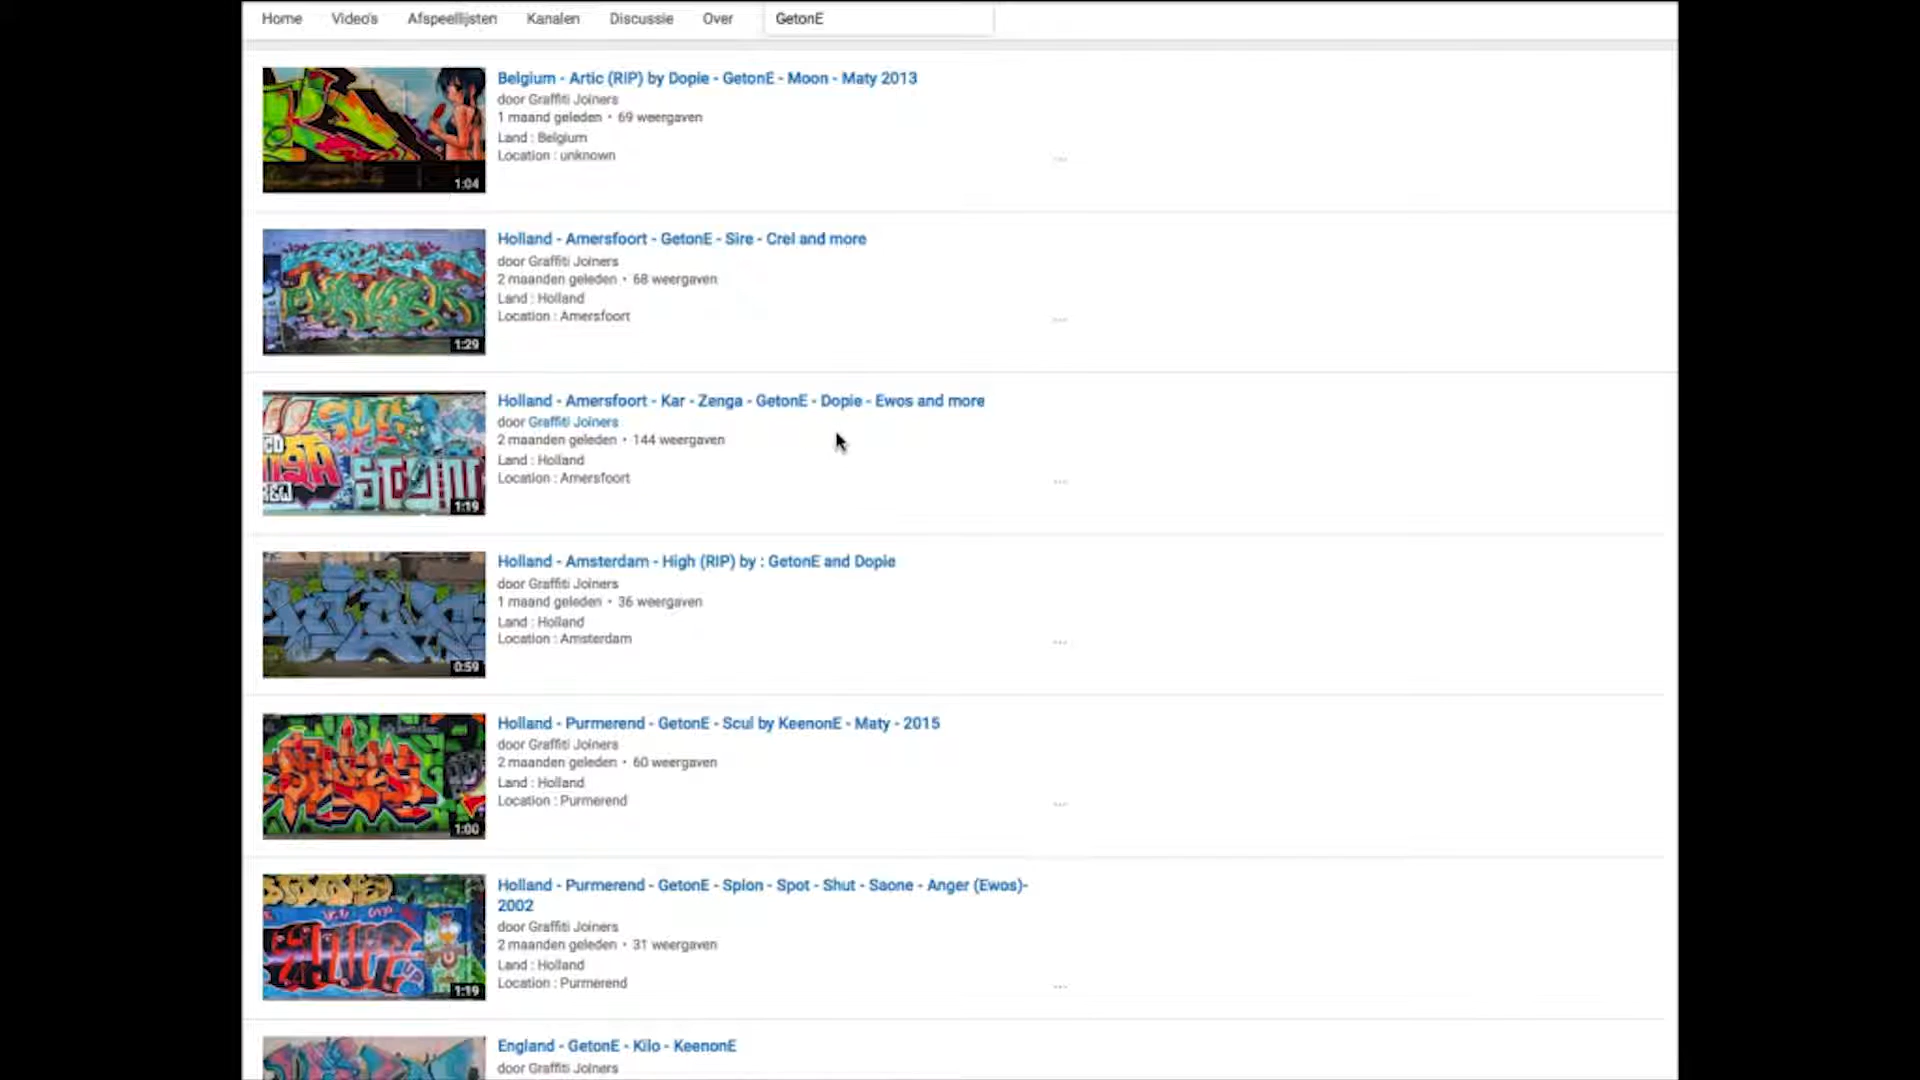 Home Video's Afspeellijsten Kanalen Discussie Over GetonE
Belgium - Artic (RIP) by Dopie - GetonE - Moon - Maty 2013
door Graffiti Joiners
1 maand geleden • 69 weergaven
Land : Belgium
Location : unknown
...
1:04
Holland - Amersfoort - GetonE - Sire - Crel and more
door Graffiti Joiners
2 maanden geleden • 68 weergaven
Land : Holland
Location : Amersfoort
...
1:29
Holland - Amersfoort - Kar - Zenga - GetonE - Dopie - Ewos and more
door Graffiti Joiners
2 maanden geleden • 144 weergaven
Land : Holland
Location : Amersfoort
...
1:19
Holland - Amsterdam - High (RIP) by : GetonE and Dopie
door Graffiti Joiners
1 maand geleden • 36 weergaven
Land : Holland
Location : Amsterdam
...
0:59
Holland - Purmerend - GetonE - Scul by KeenonE - Maty - 2015
door Graffiti Joiners
2 maanden geleden • 60 weergaven
Land : Holland
Location : Purmerend
...
1:00
Holland - Purmerend - GetonE - Spion - Spot - Shut - Saone - Anger (Ewos)-
2002
door Graffiti Joiners
2 maanden geleden • 31 weergaven
Land : Holland
Location : Purmerend
...
1:19
England - GetonE - Kilo - KeenonE
door Graffiti Joiners